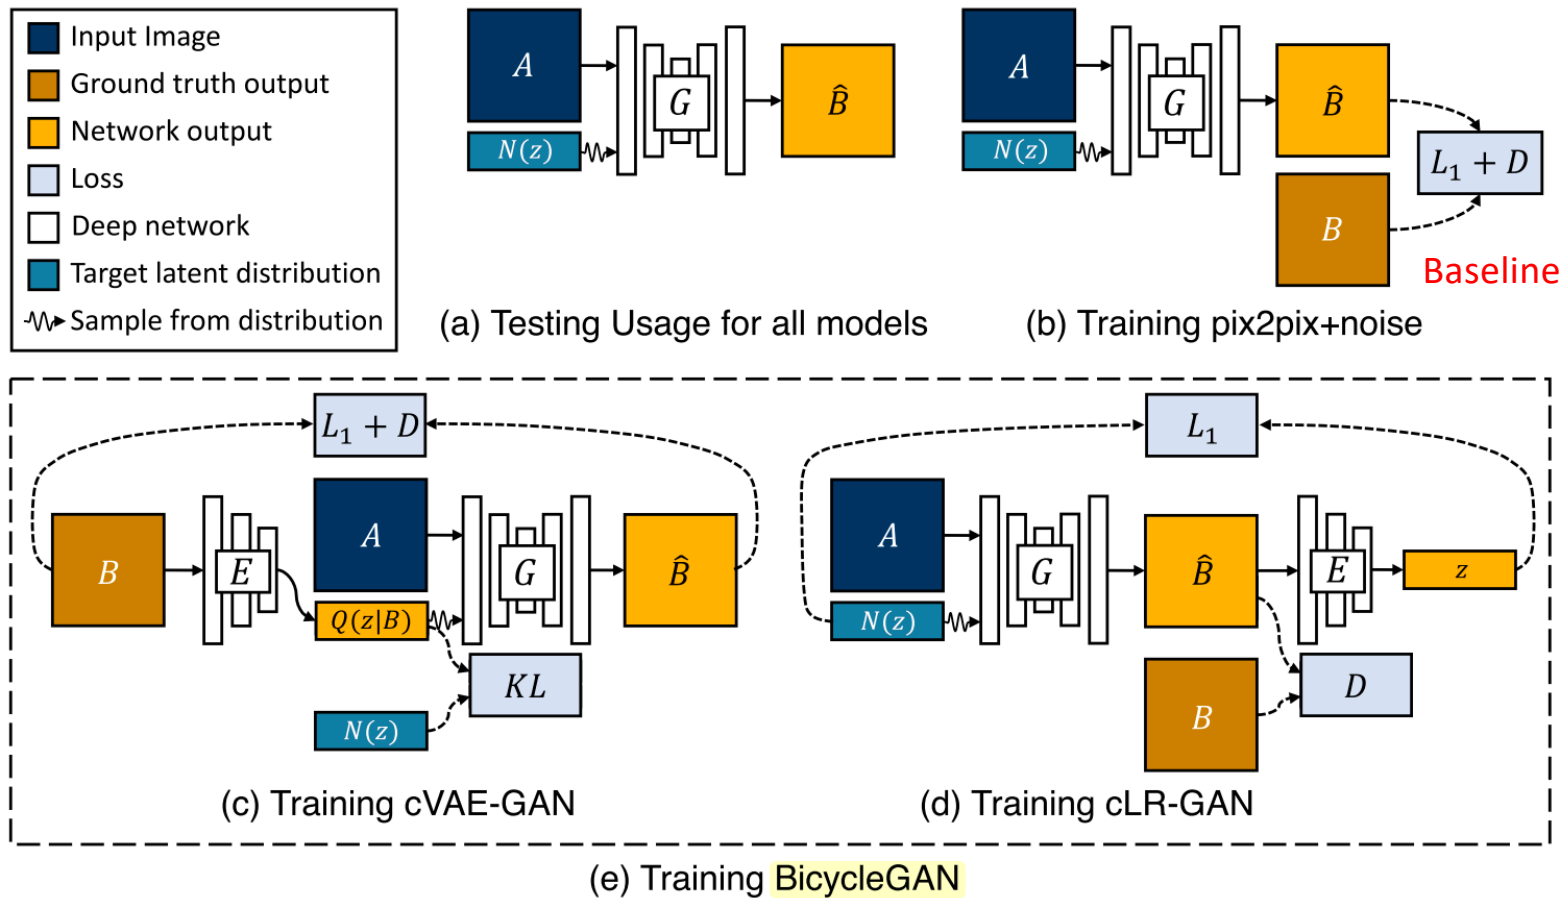 Input Image
Ground truth output
Network output
Loss
Deep network
Target latent distribution
Sample from distribution
A
N(z)
G
B̂
(a) Testing Usage for all models
A
N(z)
G
B̂
B
L₁ + D
Baseline
(b) Training pix2pix+noise
L₁ + D
B
E
A
Q(z|B)
G
B̂
KL
N(z)
(c) Training cVAE-GAN
L₁
A
N(z)
G
B̂
E
z
B
D
(d) Training cLR-GAN
(e) Training BicycleGAN